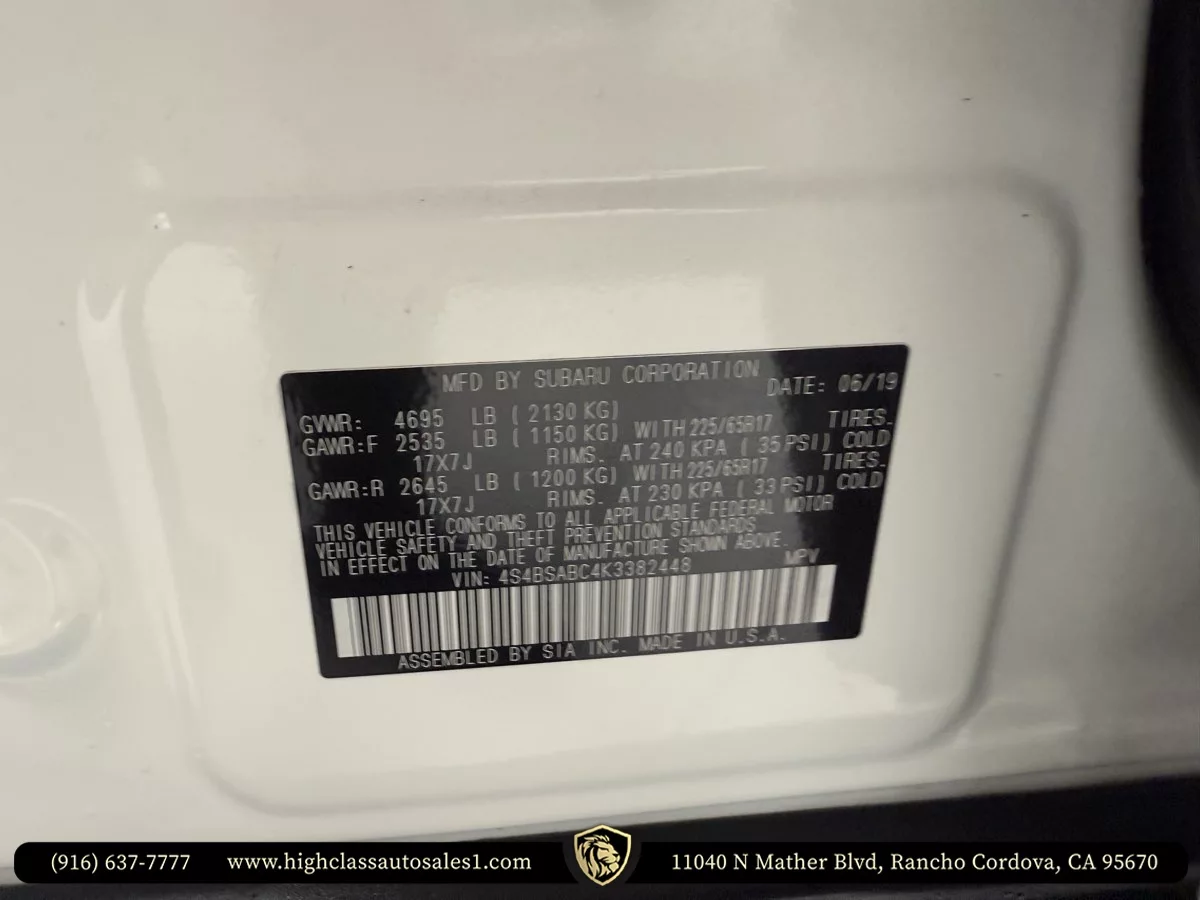 MFD BY SUBARU CORPORATION DATE: 06/19
GVWR: 4695 LB ( 2130 KG)
GAWR:F 2535 LB ( 1150 KG) WITH 225/65R17 TIRES.
17X7J RIMS. AT 240 KPA ( 35 PSI) COLD
GAWR:R 2645 LB ( 1200 KG) WITH 225/65R17 TIRES.
17X7J RIMS. AT 230 KPA ( 33 PSI) COLD
THIS VEHICLE CONFORMS TO ALL APPLICABLE FEDERAL MOTOR
VEHICLE SAFETY AND THEFT PREVENTION STANDARDS
IN EFFECT ON THE DATE OF MANUFACTURE SHOWN ABOVE.
VIN: 4S4BSABC4K3382448 MPV
ASSEMBLED BY SIA INC. MADE IN U.S.A.
(916) 637-7777 www.highclassautosales1.com 11040 N Mather Blvd, Rancho Cordova, CA 95670